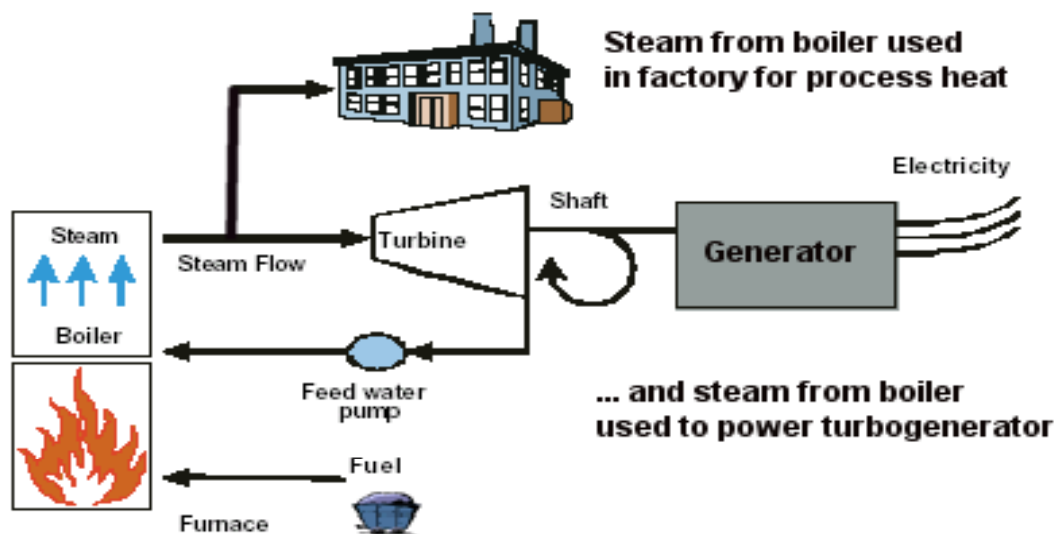 Steam from boiler used
in factory for process heat
Electricity
Shaft
Steam
Turbine
Generator
Steam Flow
Boiler
Feed water
pump
... and steam from boiler
used to power turbogenerator
Fuel
Furnace